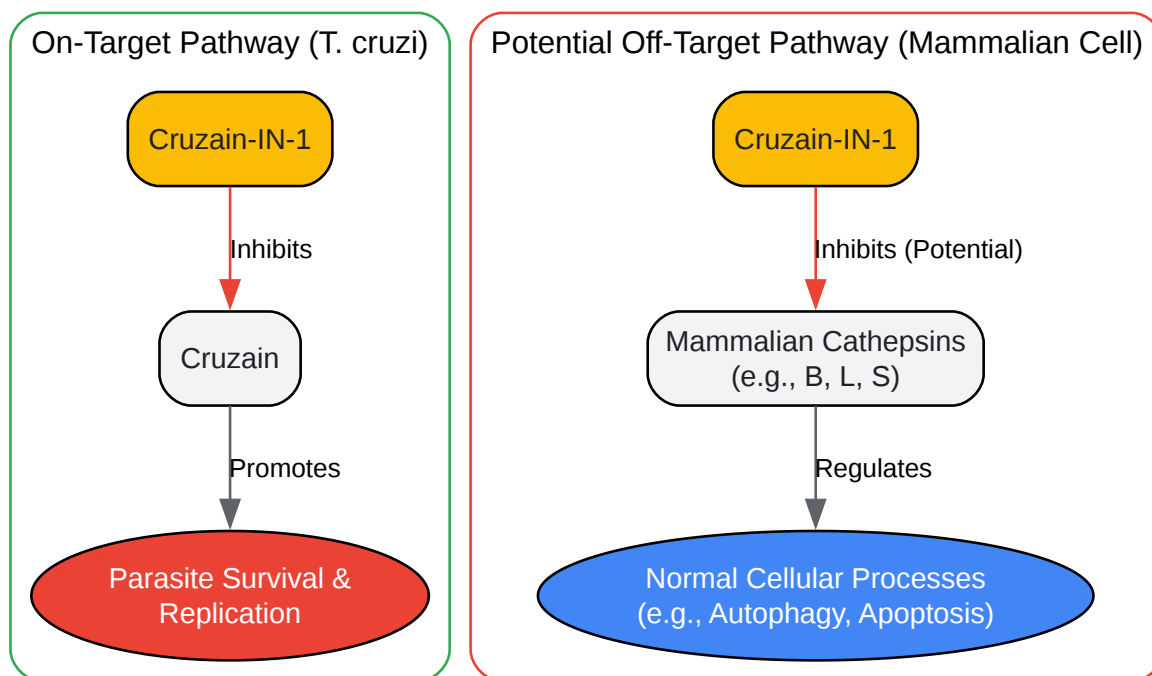 On-Target Pathway (T. cruzi)
Cruzain-IN-1
Inhibits
Cruzain
Promotes
Parasite Survival &
Replication
Potential Off-Target Pathway (Mammalian Cell)
Cruzain-IN-1
Inhibits (Potential)
Mammalian Cathepsins
(e.g., B, L, S)
Regulates
Normal Cellular Processes
(e.g., Autophagy, Apoptosis)